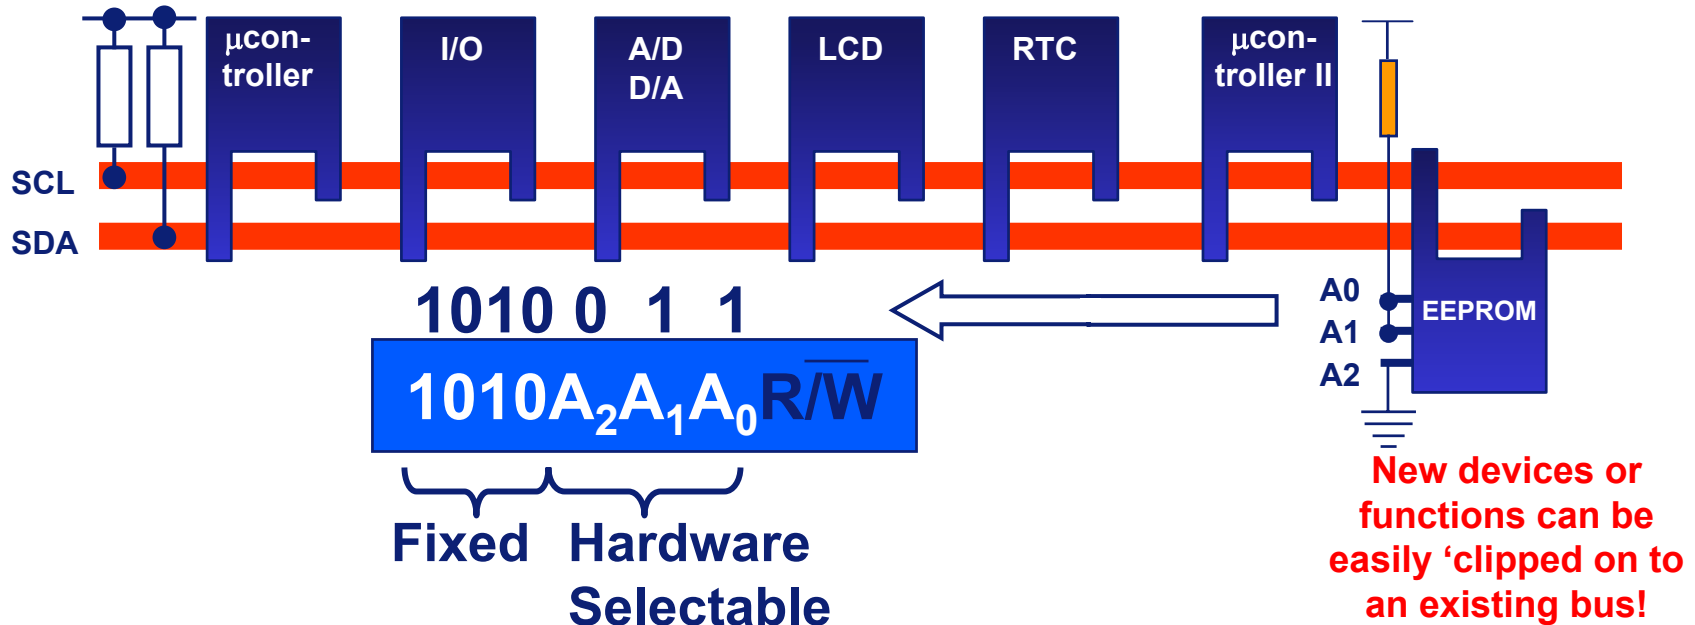 μcon-
troller
I/O
A/D
D/A
LCD
RTC
μcon-
troller II
SCL
SDA
1010 0 1 1
A0
A1
A2
EEPROM
1010A₂A₁A₀R/W̅
Fixed
Hardware
Selectable
New devices or
functions can be
easily ‘clipped on to
an existing bus!